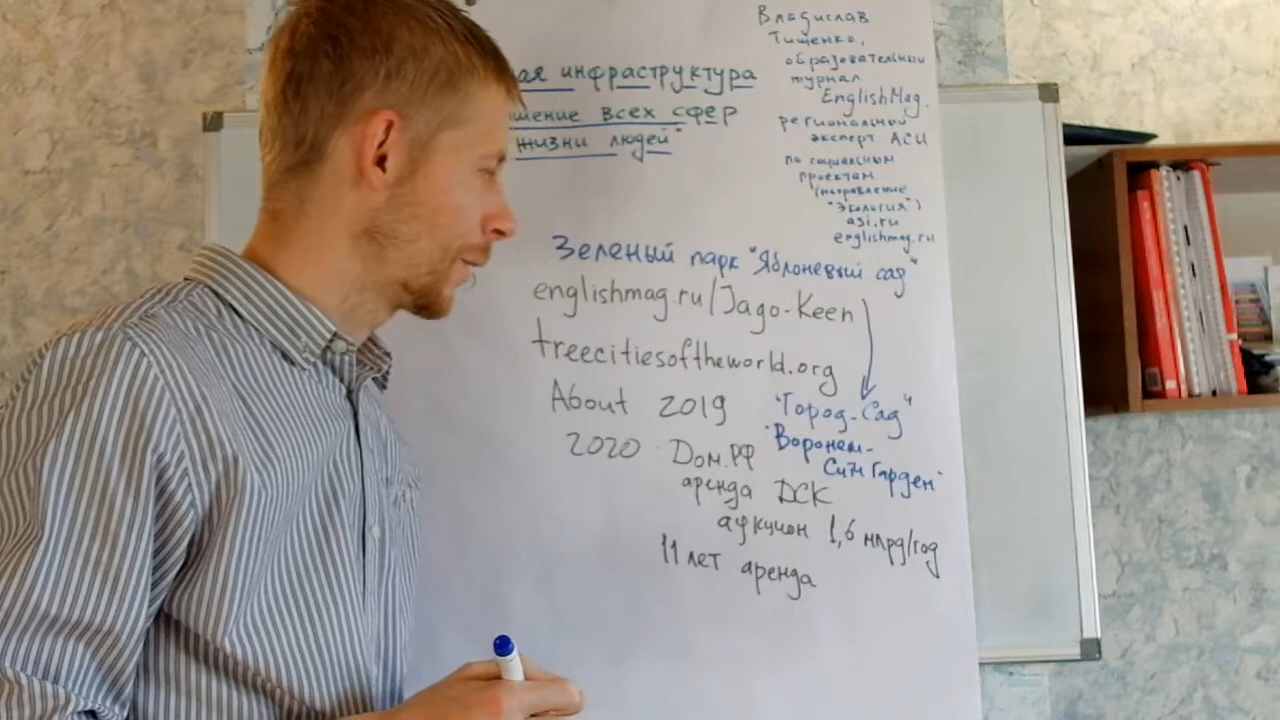 ая инфраструктура
шение всех сфер
жизни людей"
Владислав
Тищенко,
образовательный
журнал
EnglishMag.
региональный
эксперт АСИ
по социальным
проектам
(направление
"Экология")
asi.ru
englishmag.ru
Зеленый парк "Яблоневый сад"
englishmag.ru/Jago-Keen
treecitiesoftheworld.org
About 2019 "Город-Сад"
2020 Дом.РФ "Воронеж-
Сити Гарден"
аренда ДСК
аукцион 1,6 млрд/год
11 лет аренда